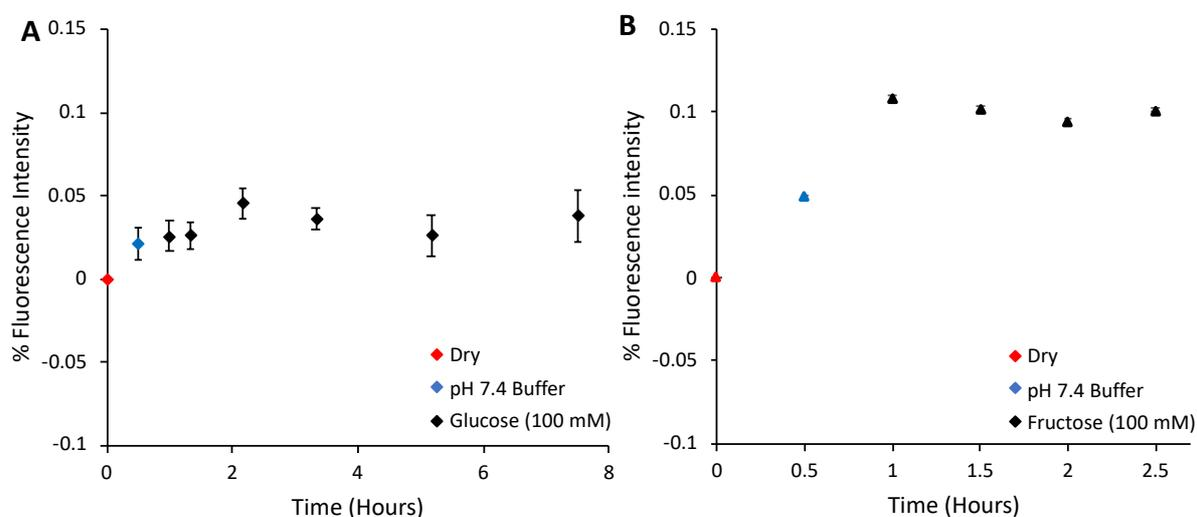 A
% Fluorescence Intensity
0.15
0.1
0.05
0
-0.05
-0.1
0 2 4 6 8
Time (Hours)
Dry
pH 7.4 Buffer
Glucose (100 mM)
B
% Fluorescence intensity
0.15
0.1
0.05
0
-0.05
-0.1
0 0.5 1 1.5 2 2.5
Time (Hours)
Dry
pH 7.4 Buffer
Fructose (100 mM)